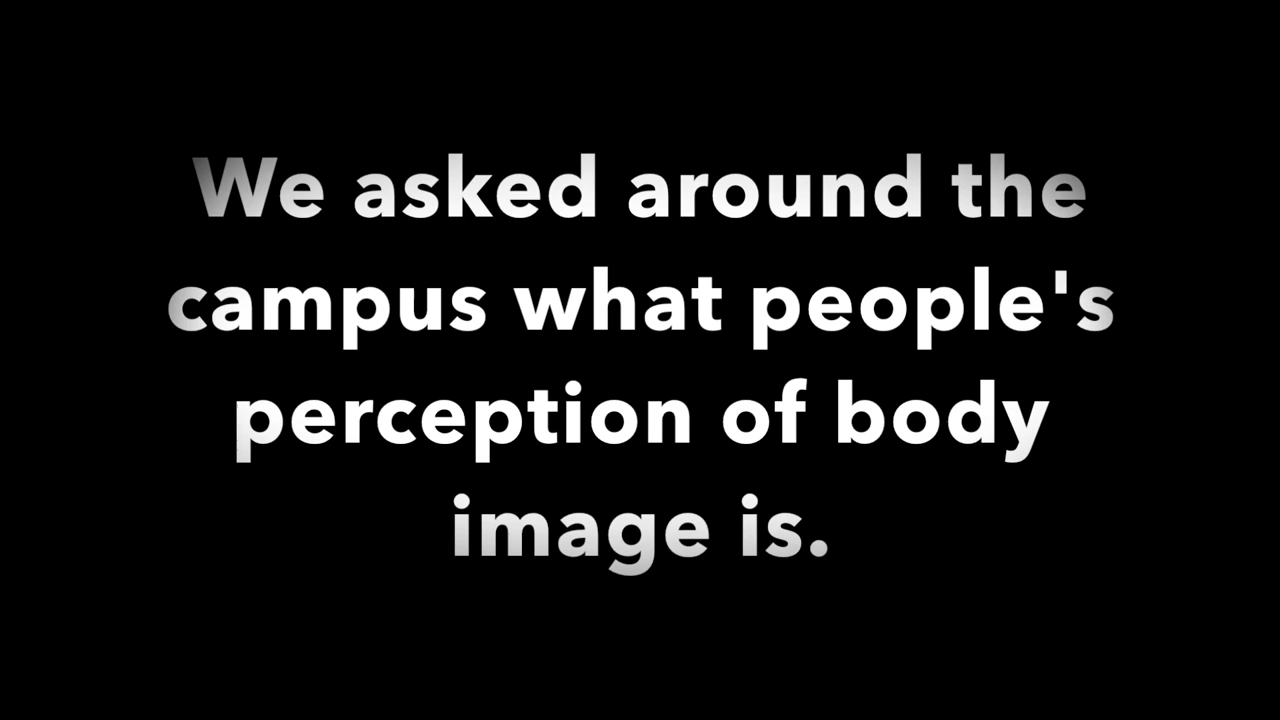 We asked around the
campus what people's
perception of body
image is.